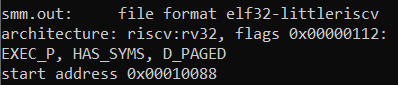 smm.out:     file format elf32-littleriscv
architecture: riscv:rv32, flags 0x00000112:
EXEC_P, HAS_SYMS, D_PAGED
start address 0x00010088